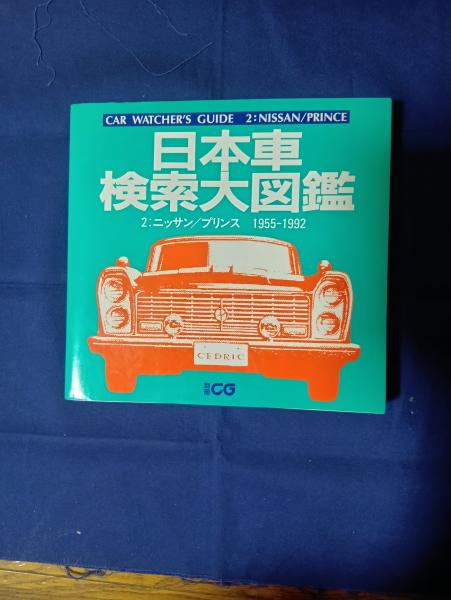 CAR WATCHER'S GUIDE 2:NISSAN/PRINCE
日本車
検索大図鑑
2:ニッサン/プリンス 1955-1992
CEDRIC
別冊CG